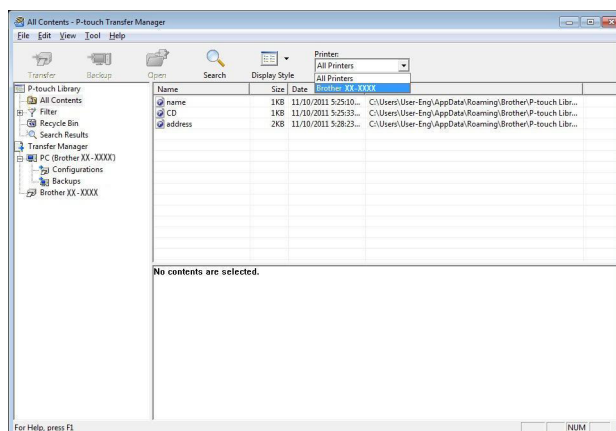 All Contents - P-touch Transfer Manager
File Edit View Tool Help
Transfer Backup Open Search Display Style
Printer:
All Printers
All Printers
Brother XX-XXXX
P-touch Library
All Contents
Filter
Recycle Bin
Search Results
Transfer Manager
PC (Brother XX-XXXX)
Configurations
Backups
Brother XX-XXXX
Name Size Date
name 1KB 11/10/2011 5:25:10... C:\Users\User-Eng\AppData\Roaming\Brother\P-touch Libr...
CD 1KB 11/10/2011 5:25:33... C:\Users\User-Eng\AppData\Roaming\Brother\P-touch Libr...
address 2KB 11/10/2011 5:28:23... C:\Users\User-Eng\AppData\Roaming\Brother\P-touch Libr...
No contents are selected.
For Help, press F1 NUM